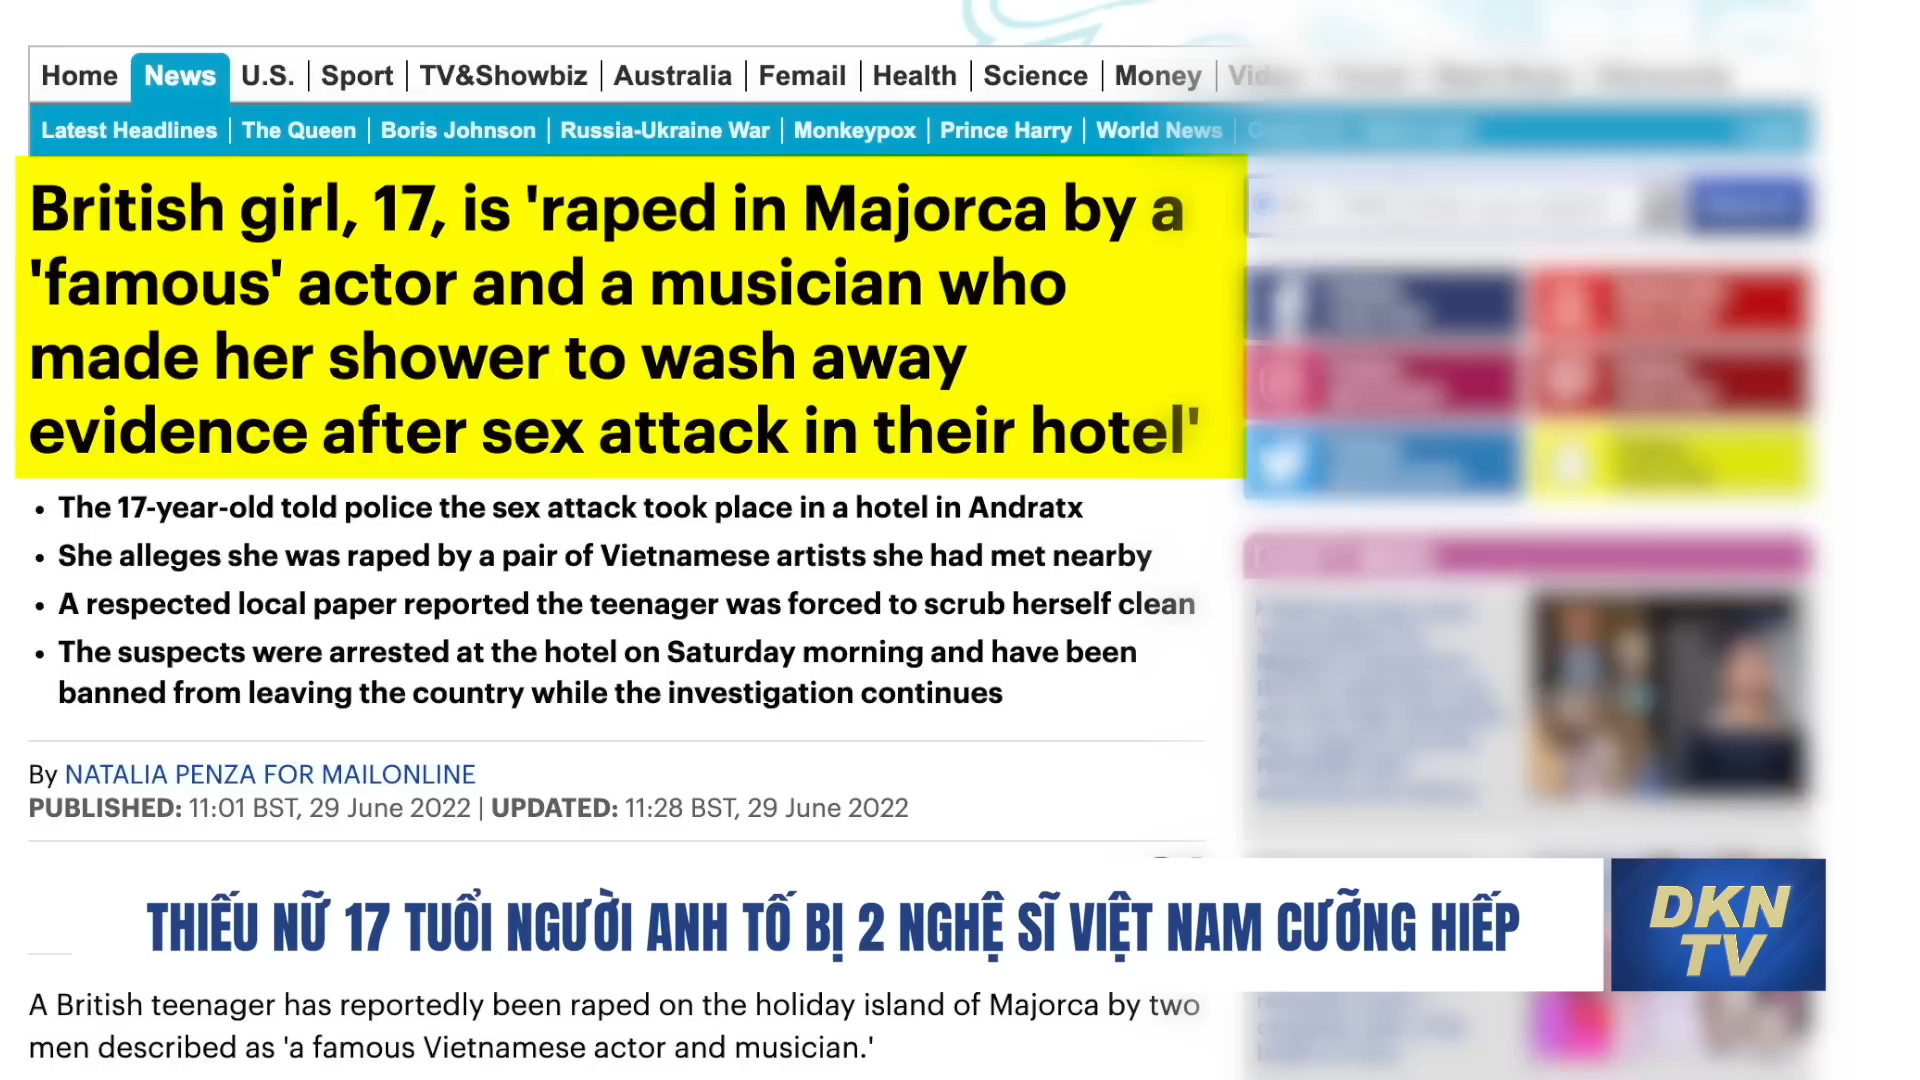 Home News U.S. Sport TV&Showbiz Australia Femail Health Science Money
Latest Headlines The Queen Boris Johnson Russia-Ukraine War Monkeypox Prince Harry World News
British girl, 17, is 'raped in Majorca by a
'famous' actor and a musician who
made her shower to wash away
evidence after sex attack in their hotel'
• The 17-year-old told police the sex attack took place in a hotel in Andratx
• She alleges she was raped by a pair of Vietnamese artists she had met nearby
• A respected local paper reported the teenager was forced to scrub herself clean
• The suspects were arrested at the hotel on Saturday morning and have been
banned from leaving the country while the investigation continues
By NATALIA PENZA FOR MAILONLINE
PUBLISHED: 11:01 BST, 29 June 2022 | UPDATED: 11:28 BST, 29 June 2022
THIẾU NỮ 17 TUỔI NGƯỜI ANH TỐ BỊ 2 NGHỆ SĨ VIỆT NAM CƯỠNG HIẾP
DKN
TV
A British teenager has reportedly been raped on the holiday island of Majorca by two
men described as 'a famous Vietnamese actor and musician.'